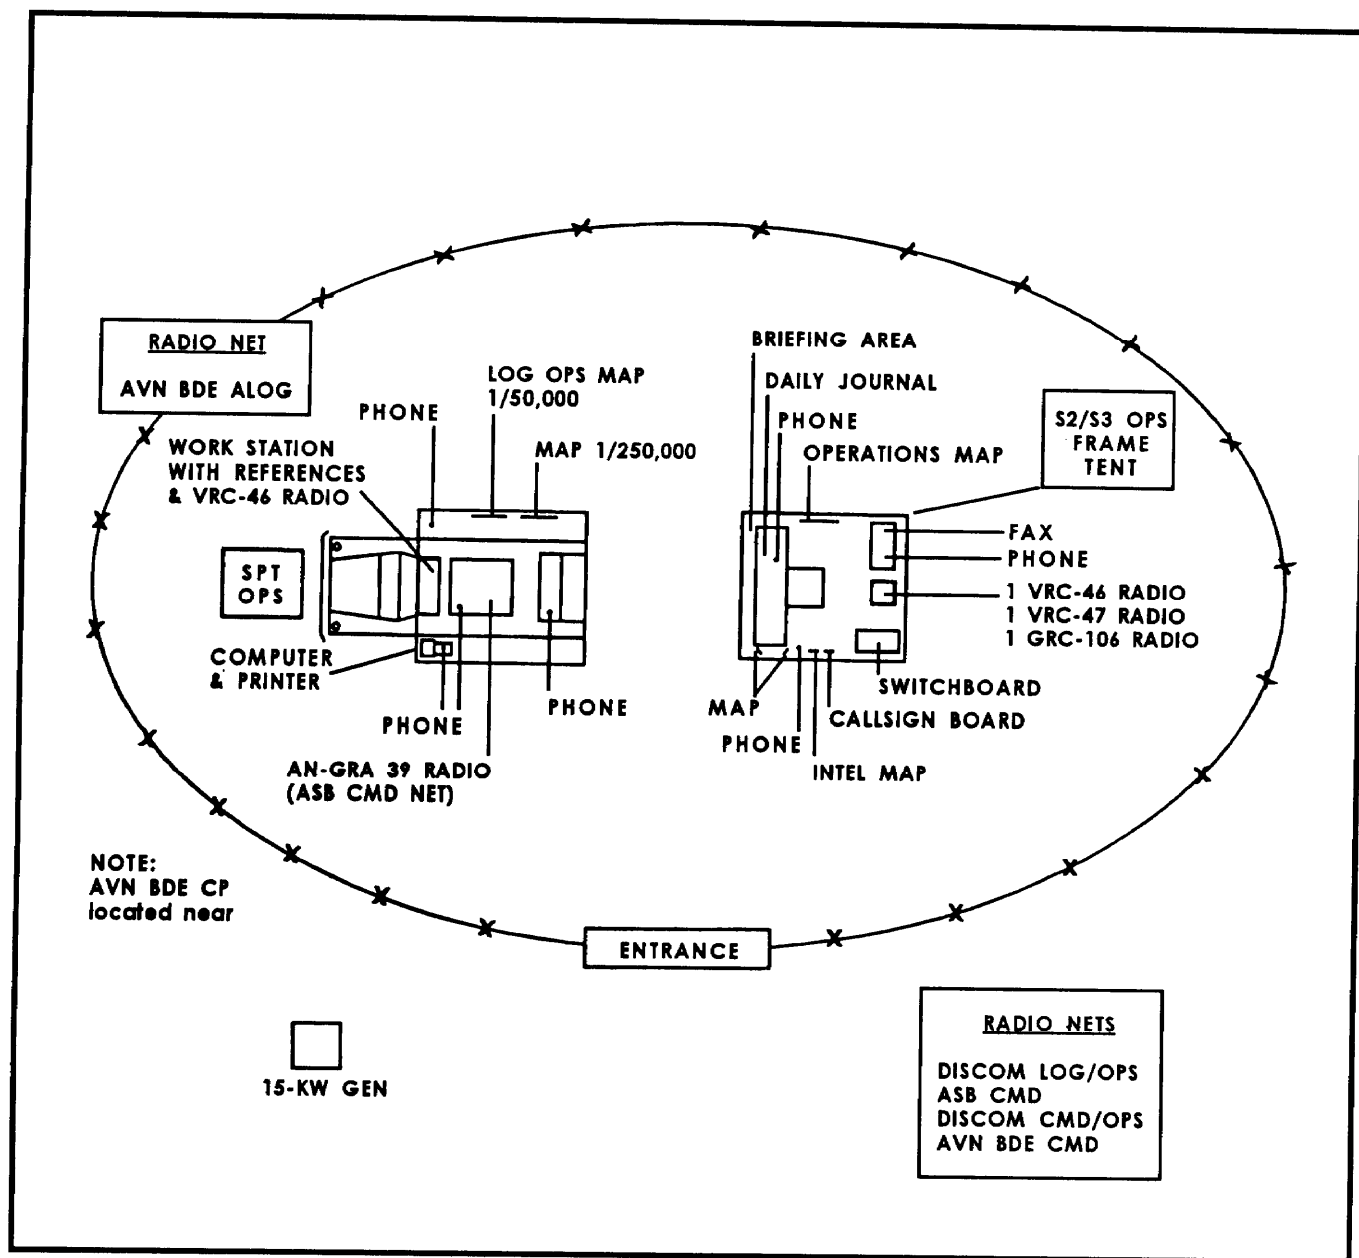 RADIO NET
AVN BDE ALOG
PHONE
LOG OPS MAP
1/50,000
MAP 1/250,000
WORK STATION
WITH REFERENCES
& VRC-46 RADIO
SPT
OPS
COMPUTER
& PRINTER
PHONE
PHONE
AN-GRA 39 RADIO
(ASB CMD NET)
BRIEFING AREA
DAILY JOURNAL
PHONE
OPERATIONS MAP
S2/S3 OPS
FRAME
TENT
FAX
PHONE
1 VRC-46 RADIO
1 VRC-47 RADIO
1 GRC-106 RADIO
SWITCHBOARD
MAP
CALLSIGN BOARD
PHONE
INTEL MAP
NOTE:
AVN BDE CP
located near
ENTRANCE
15-KW GEN
RADIO NETS
DISCOM LOG/OPS
ASB CMD
DISCOM CMD/OPS
AVN BDE CMD